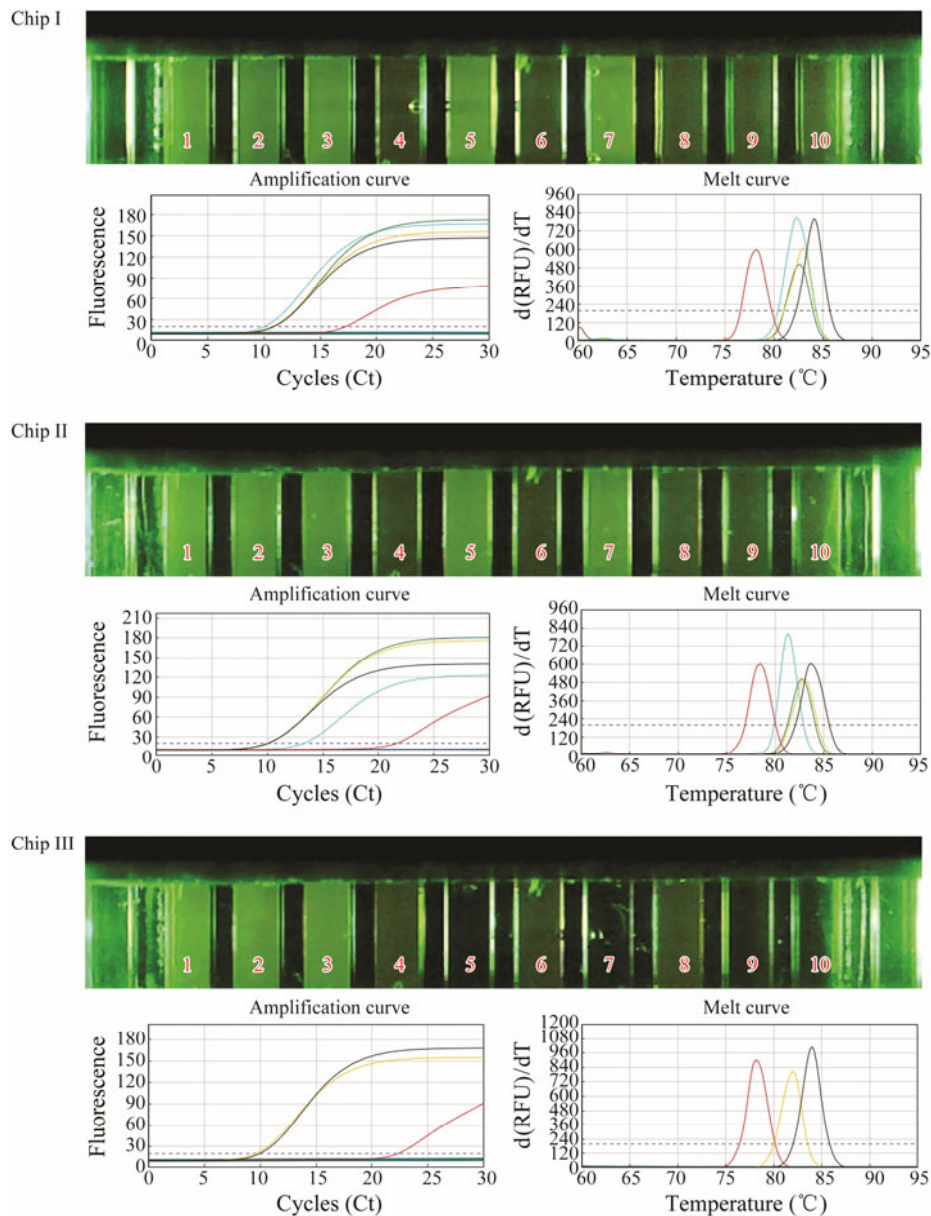 Chip I
1 2 3 4 5 6 7 8 9 10
Amplification curve
Fluorescence
180
150
120
90
60
30
0 5 10 15 20 25 30
Cycles (Ct)
Melt curve
d(RFU)/dT
960
840
720
600
480
360
240
120
0
60 65 70 75 80 85 90 95
Temperature (℃)
Chip II
1 2 3 4 5 6 7 8 9 10
Amplification curve
Fluorescence
210
180
150
120
90
60
30
0
0 5 10 15 20 25 30
Cycles (Ct)
Melt curve
d(RFU)/dT
960
840
720
600
480
360
240
120
0
60 65 70 75 80 85 90 95
Temperature (℃)
Chip III
1 2 3 4 5 6 7 8 9 10
Amplification curve
Fluorescence
180
150
120
90
60
30
0
0 5 10 15 20 25 30
Cycles (Ct)
Melt curve
d(RFU)/dT
1200
1080
960
840
720
600
480
360
240
120
0
60 65 70 75 80 85 90 95
Temperature (℃)